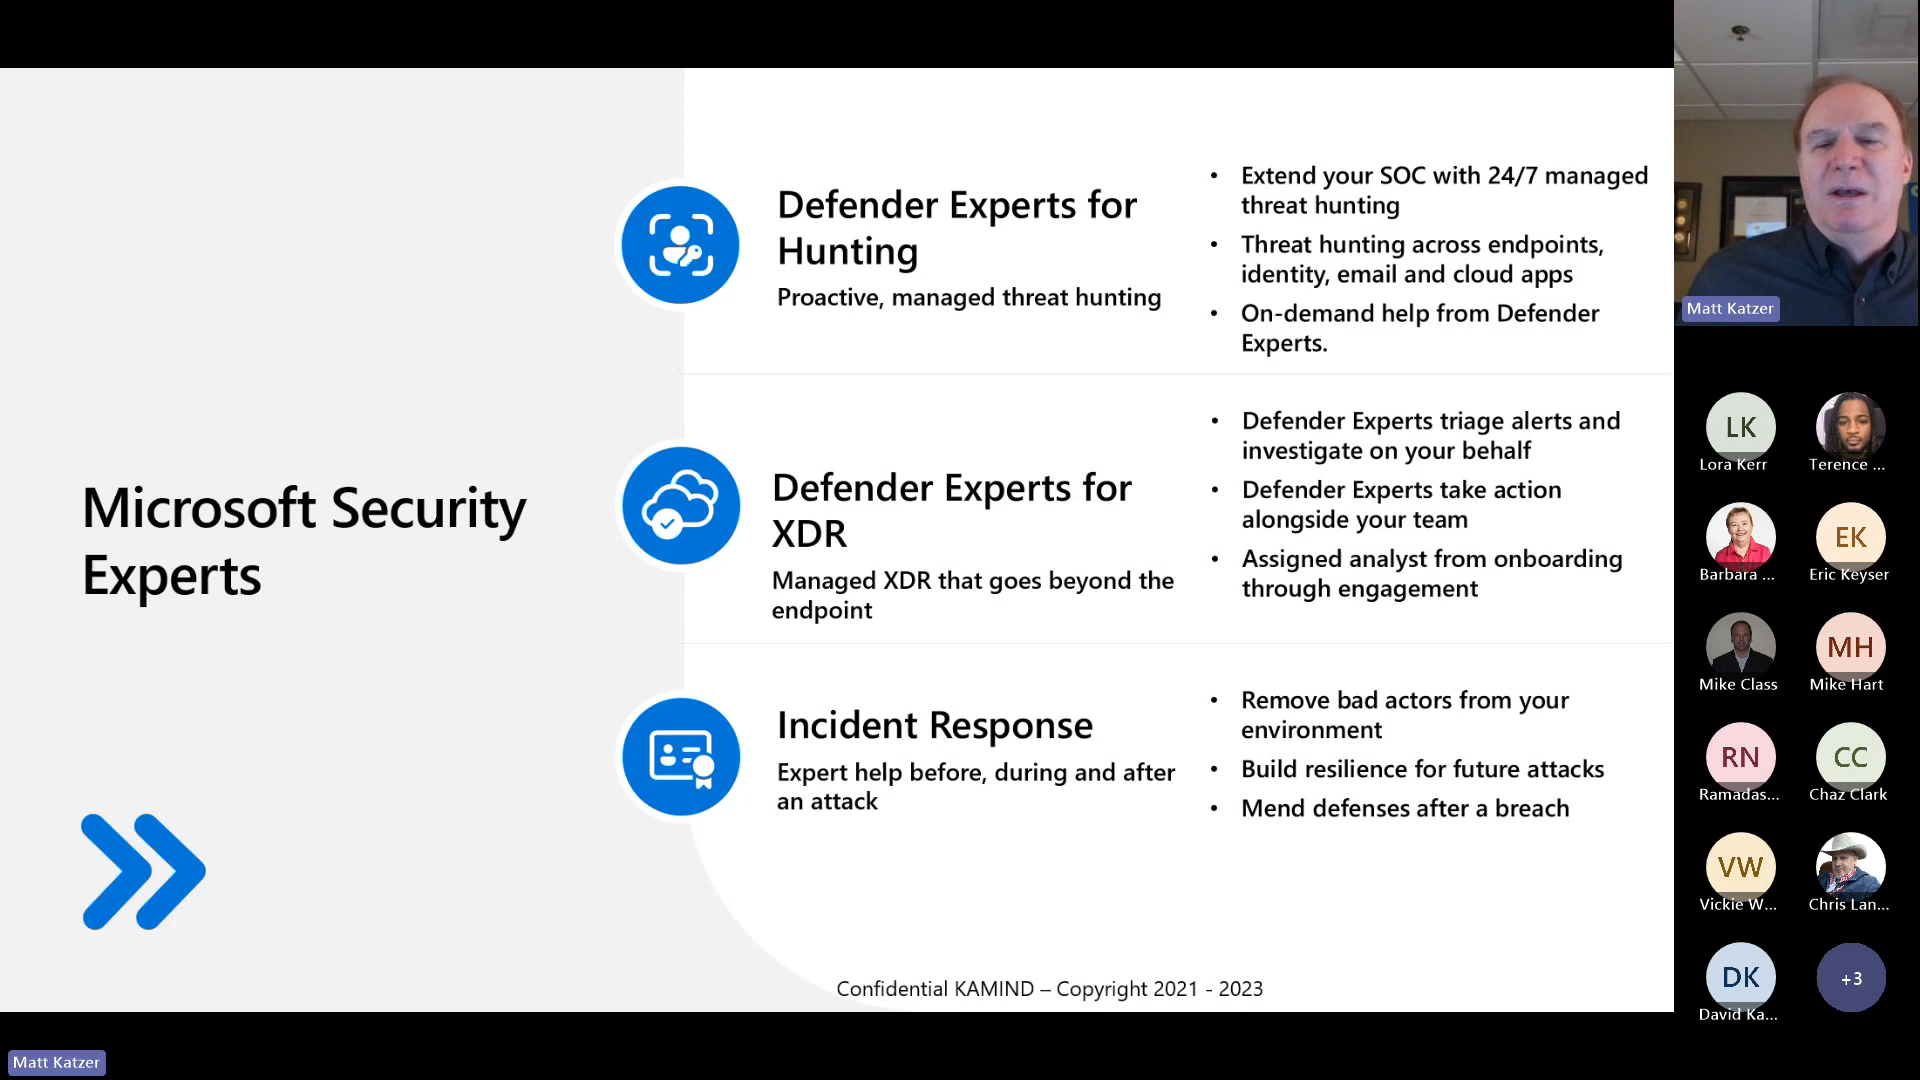 Microsoft Security
Experts
Defender Experts for
Hunting
Proactive, managed threat hunting
• Extend your SOC with 24/7 managed
threat hunting
• Threat hunting across endpoints,
identity, email and cloud apps
• On-demand help from Defender
Experts.
Defender Experts for
XDR
Managed XDR that goes beyond the
endpoint
• Defender Experts triage alerts and
investigate on your behalf
• Defender Experts take action
alongside your team
• Assigned analyst from onboarding
through engagement
Incident Response
Expert help before, during and after
an attack
• Remove bad actors from your
environment
• Build resilience for future attacks
• Mend defenses after a breach
Confidential KAMIND – Copyright 2021 - 2023
Matt Katzer
Matt Katzer
LK
Lora Kerr
Terence ...
Barbara ...
EK
Eric Keyser
Mike Class
MH
Mike Hart
RN
Ramadas...
CC
Chaz Clark
VW
Vickie W...
Chris Lan...
DK
David Ka...
+3